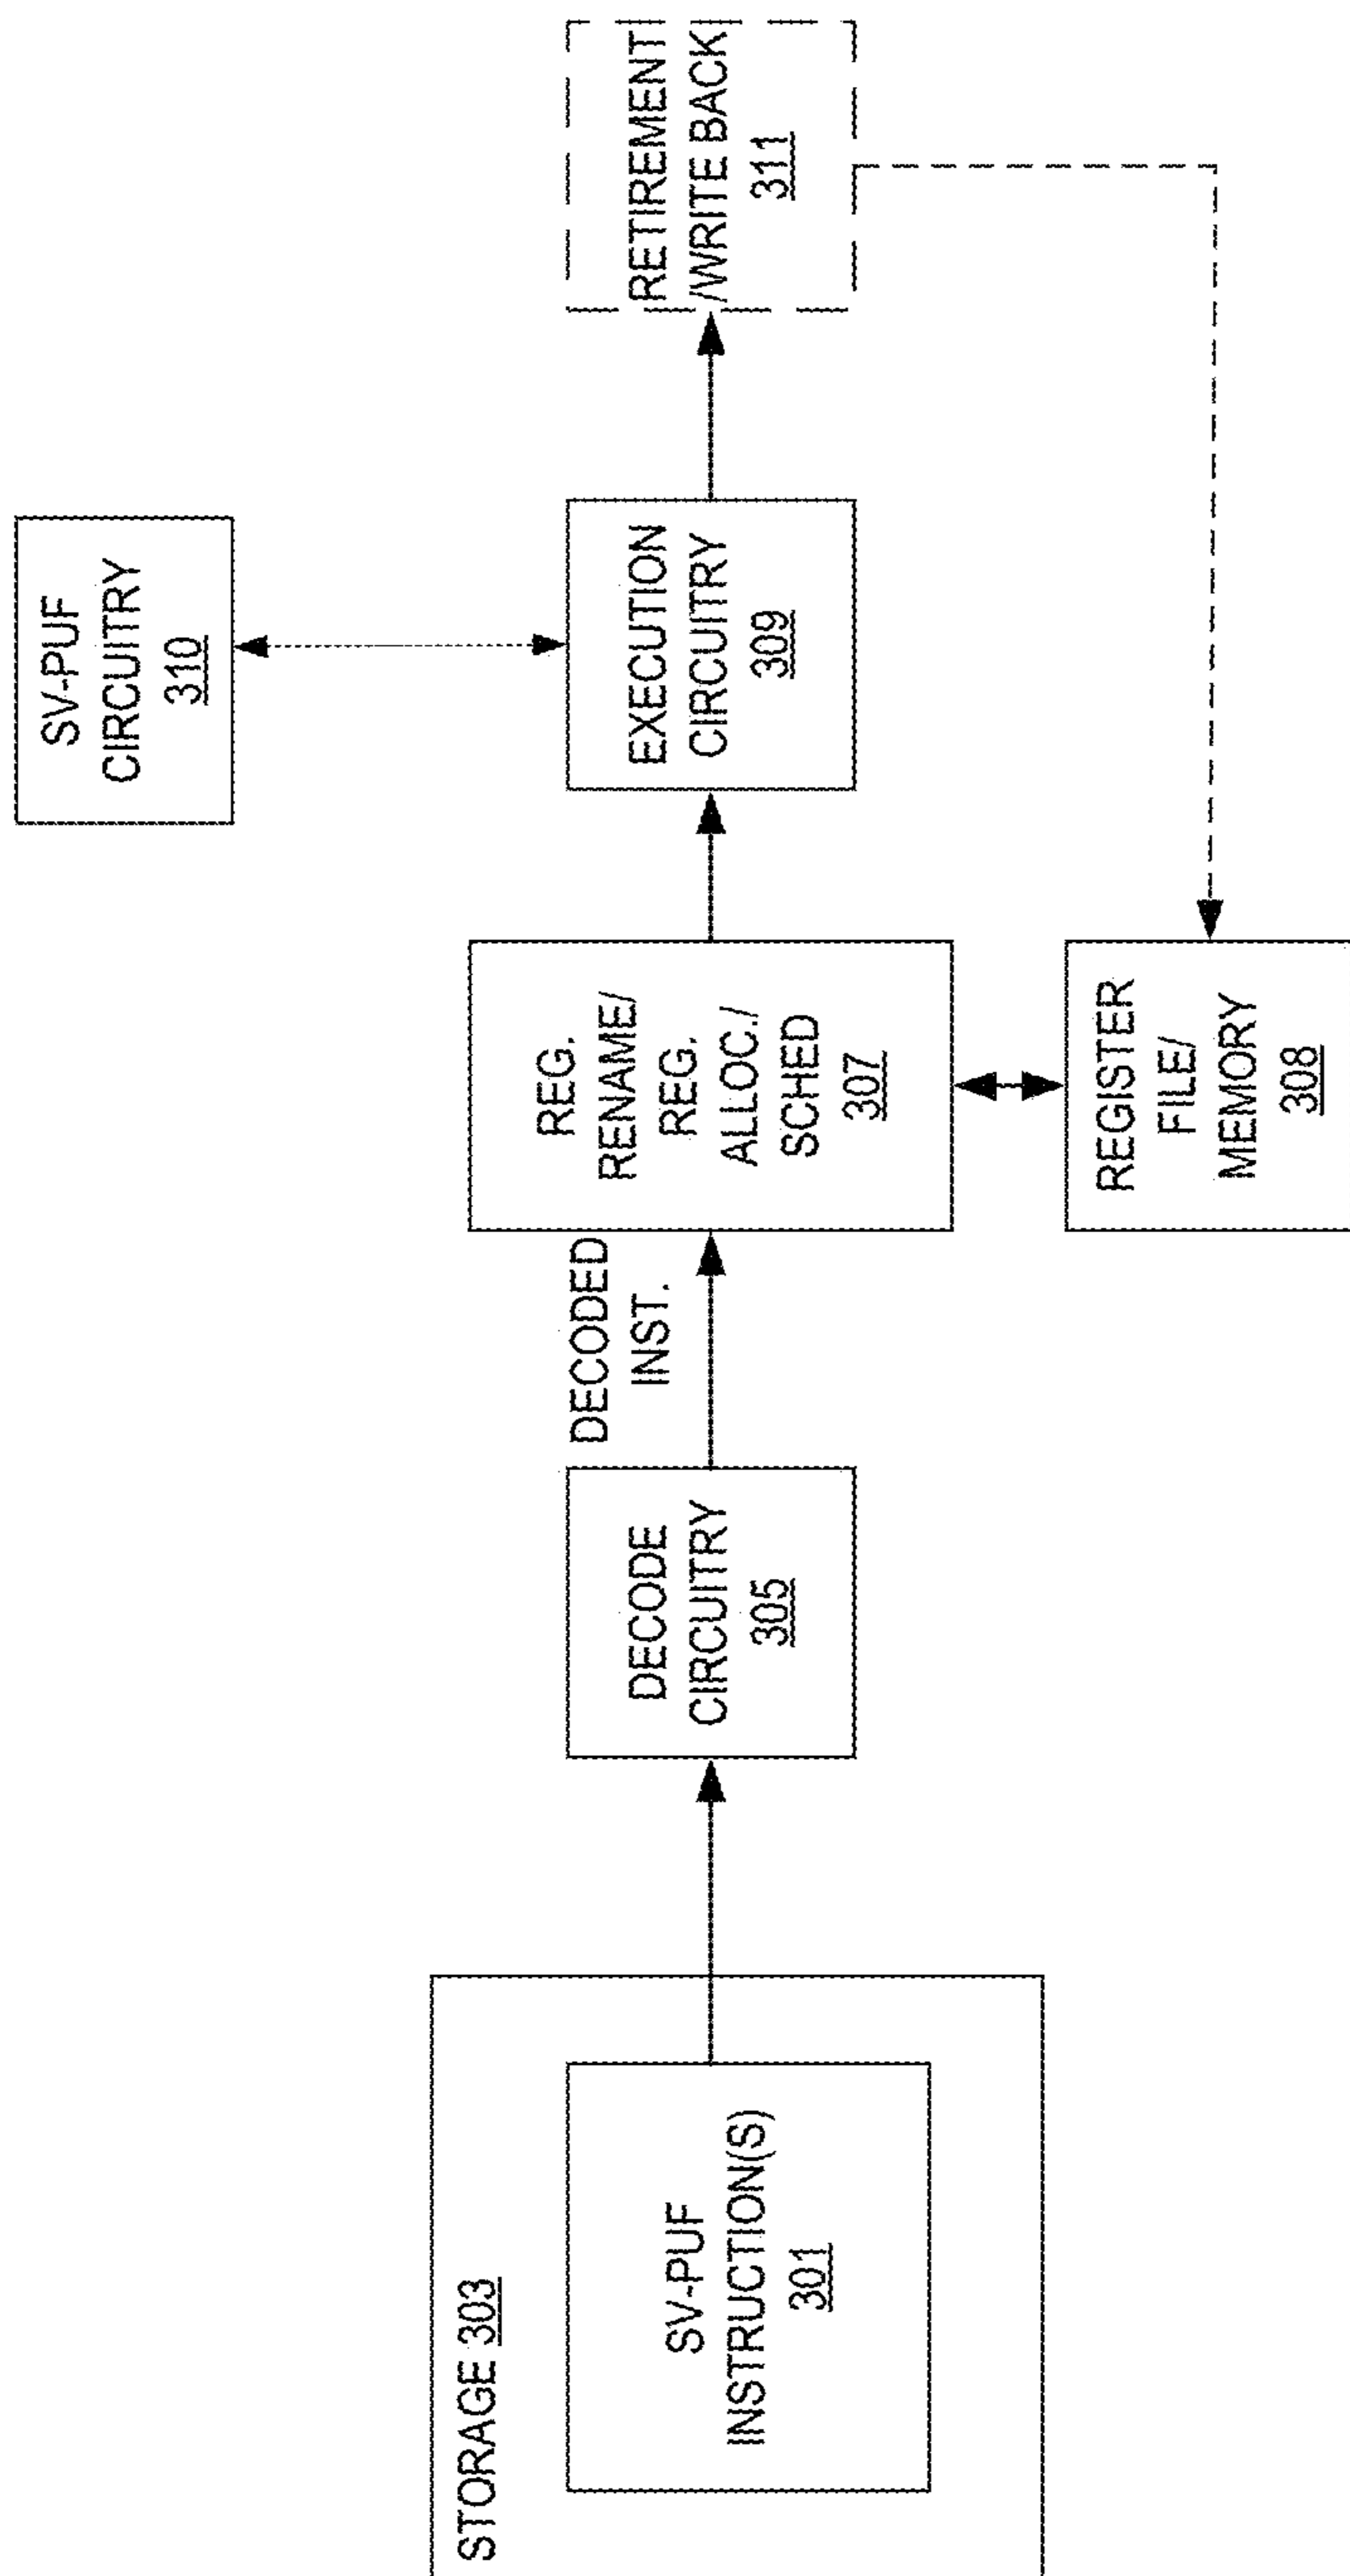 STORAGE 303
SV-PUF
INSTRUCTION(S)
301
DECODE
CIRCUITRY
305
DECODED
INST.
REG.
RENAME/
REG.
ALLOC./
SCHED
307
REGISTER
FILE/
MEMORY
308
SV-PUF
CIRCUITRY
310
EXECUTION
CIRCUITRY
309
RETIREMENT
/WRITE BACK
311